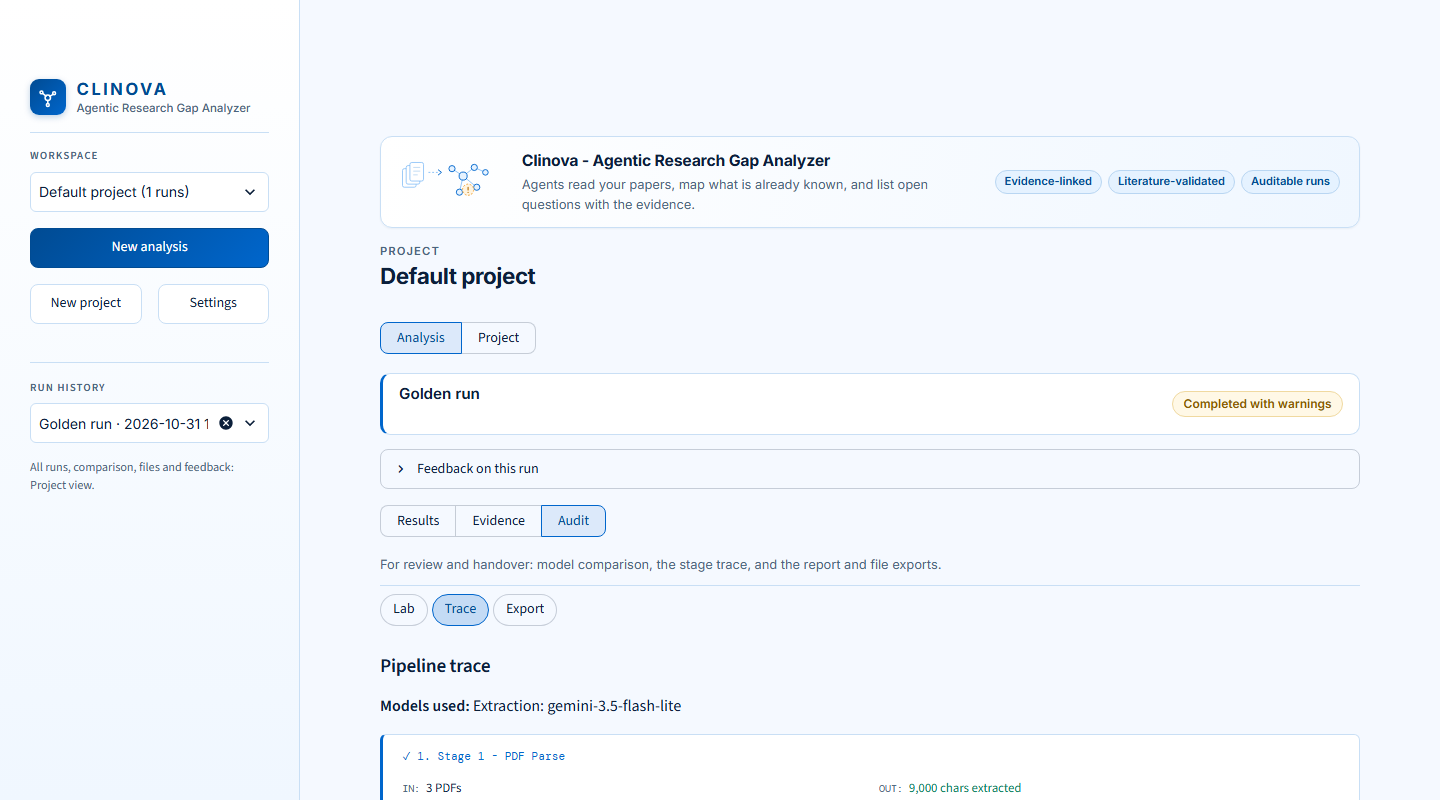 CLINOVA
Agentic Research Gap Analyzer
WORKSPACE
Default project (1 runs)
New analysis
New project
Settings
RUN HISTORY
Golden run · 2026-10-31 1
All runs, comparison, files and feedback:
Project view.
Clinova - Agentic Research Gap Analyzer
Agents read your papers, map what is already known, and list open
questions with the evidence.
Evidence-linked
Literature-validated
Auditable runs
PROJECT
Default project
Analysis
Project
Golden run
Completed with warnings
Feedback on this run
Results
Evidence
Audit
For review and handover: model comparison, the stage trace, and the report and file exports.
Lab
Trace
Export
Pipeline trace
Models used: Extraction: gemini-3.5-flash-lite
✓ 1. Stage 1 - PDF Parse
IN: 3 PDFs
OUT: 9,000 chars extracted